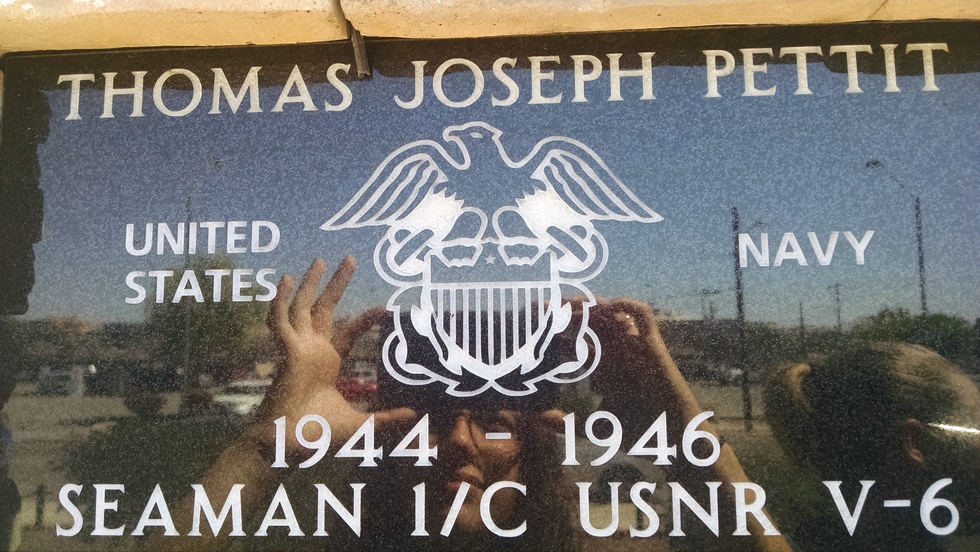 THOMAS JOSEPH PETTIT
UNITED
STATES
NAVY
1944 - 1946
SEAMAN 1/C USNR V-6